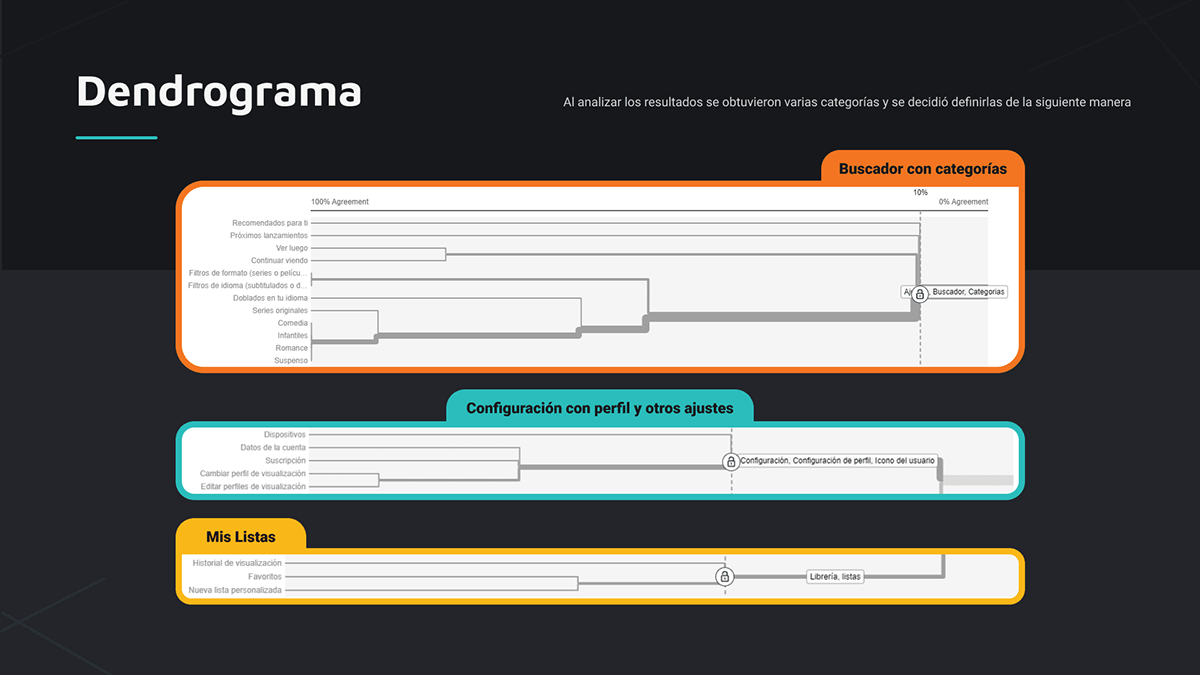 Dendrograma
Al analizar los resultados se obtuvieron varias categorías y se decidió definirlas de la siguiente manera
Buscador con categorías
10%
100% Agreement
0% Agreement
Recomendados para ti
Próximos lanzamientos
Ver luego
Continuar viendo
Filtros de formato (series o pelícu...
Filtros de idioma (subtitulados o d...
Doblados en tu idioma
Series originales
Comedia
Infantiles
Romance
Suspenso
Buscador, Categorias
Configuración con perfil y otros ajustes
Dispositivos
Datos de la cuenta
Suscripción
Cambiar perfil de visualización
Editar perfiles de visualización
Configuración, Configuración de perfil, Icono del usuario
Mis Listas
Historial de visualización
Favoritos
Nueva lista personalizada
Librería, listas